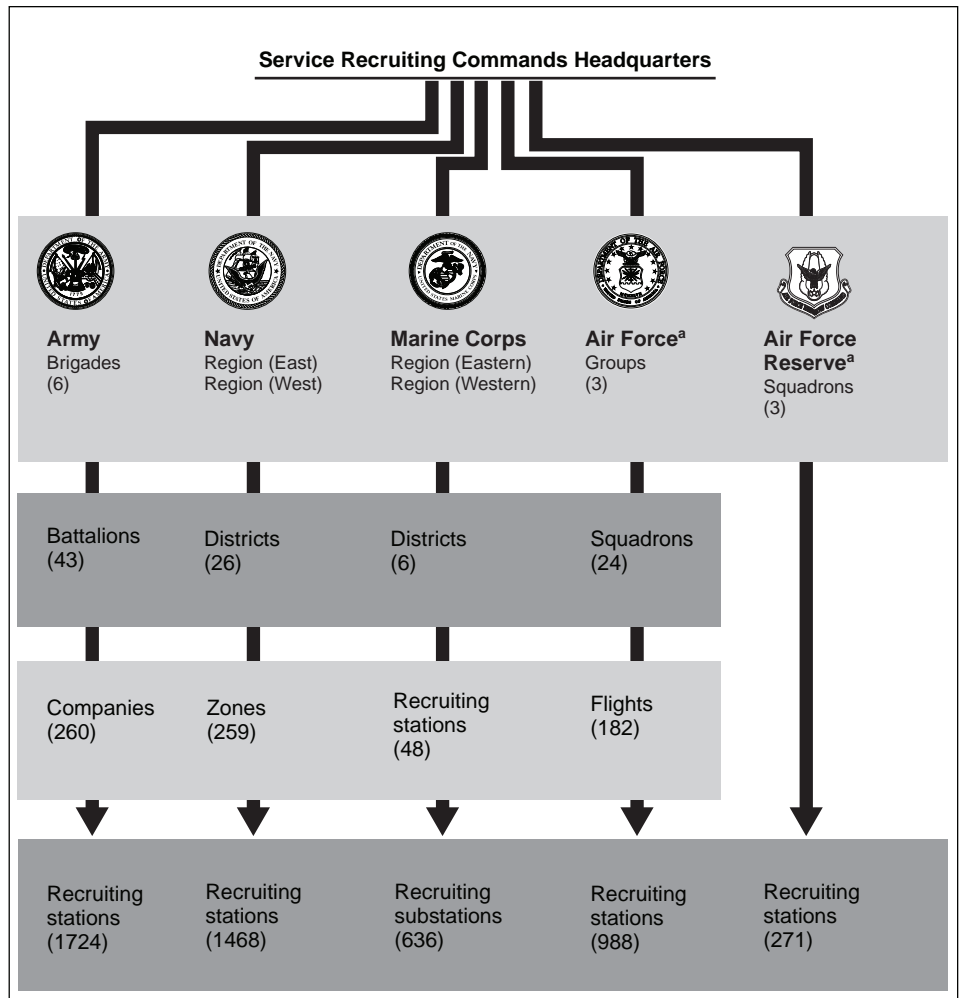 Service Recruiting Commands Headquarters
Army
Brigades
(6)
Navy
Region (East)
Region (West)
Marine Corps
Region (Eastern)
Region (Western)
Air Forceᵃ
Groups
(3)
Air Force
Reserveᵃ
Squadrons
(3)
Battalions
(43)
Districts
(26)
Districts
(6)
Squadrons
(24)
Companies
(260)
Zones
(259)
Recruiting
stations
(48)
Flights
(182)
Recruiting
stations
(1724)
Recruiting
stations
(1468)
Recruiting
substations
(636)
Recruiting
stations
(988)
Recruiting
stations
(271)